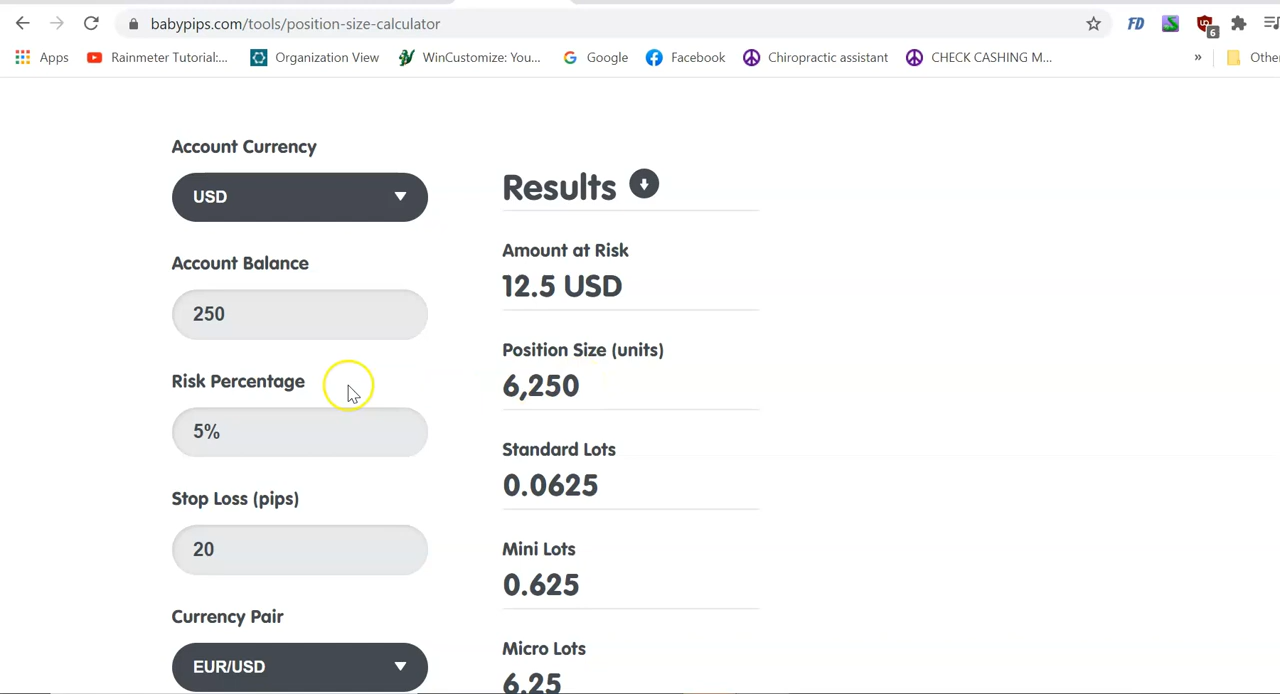 babypips.com/tools/position-size-calculator
FD
6
Apps
Rainmeter Tutorial:...
Organization View
WinCustomize: You...
Google
Facebook
Chiropractic assistant
CHECK CASHING M...
»
Other
Account Currency
USD
Account Balance
250
Risk Percentage
5%
Stop Loss (pips)
20
Currency Pair
EUR/USD
Results
Amount at Risk
12.5 USD
Position Size (units)
6,250
Standard Lots
0.0625
Mini Lots
0.625
Micro Lots
6.25